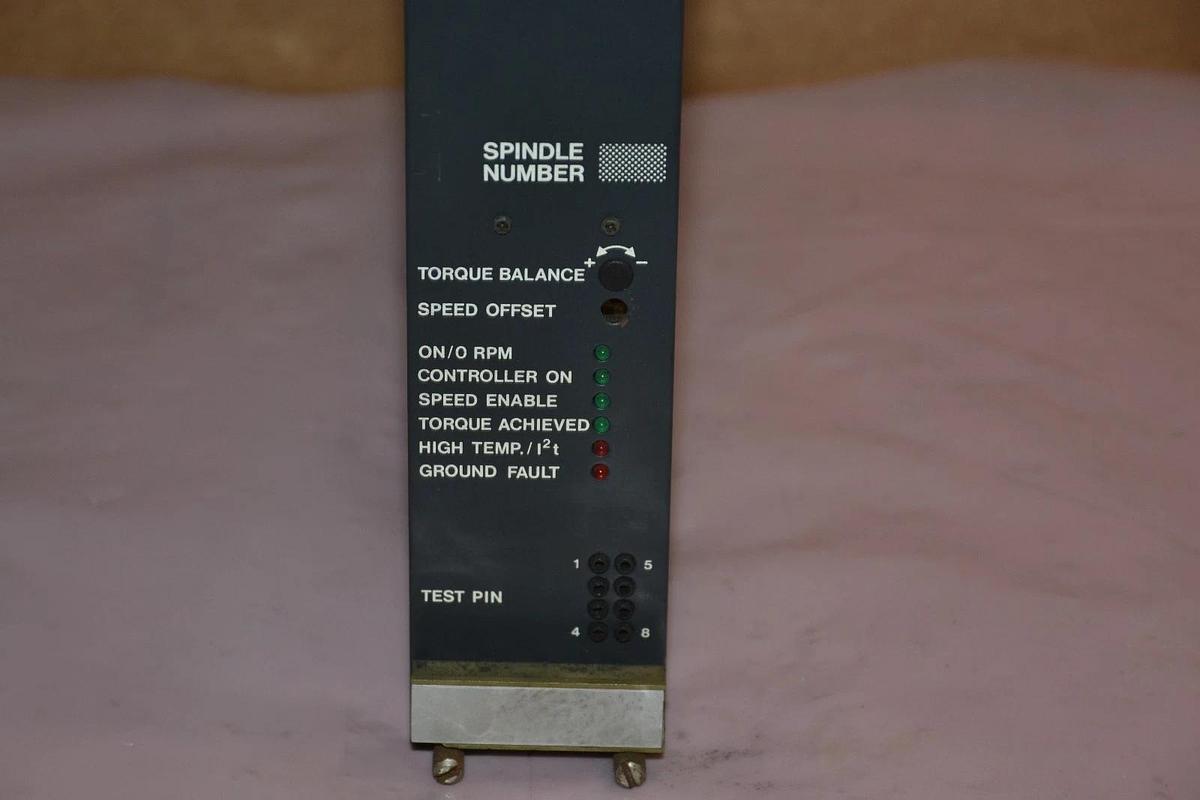 SPINDLE
NUMBER
+ −
TORQUE BALANCE
SPEED OFFSET
ON/0 RPM
CONTROLLER ON
SPEED ENABLE
TORQUE ACHIEVED
HIGH TEMP./I²t
GROUND FAULT
1 5
TEST PIN
4 8